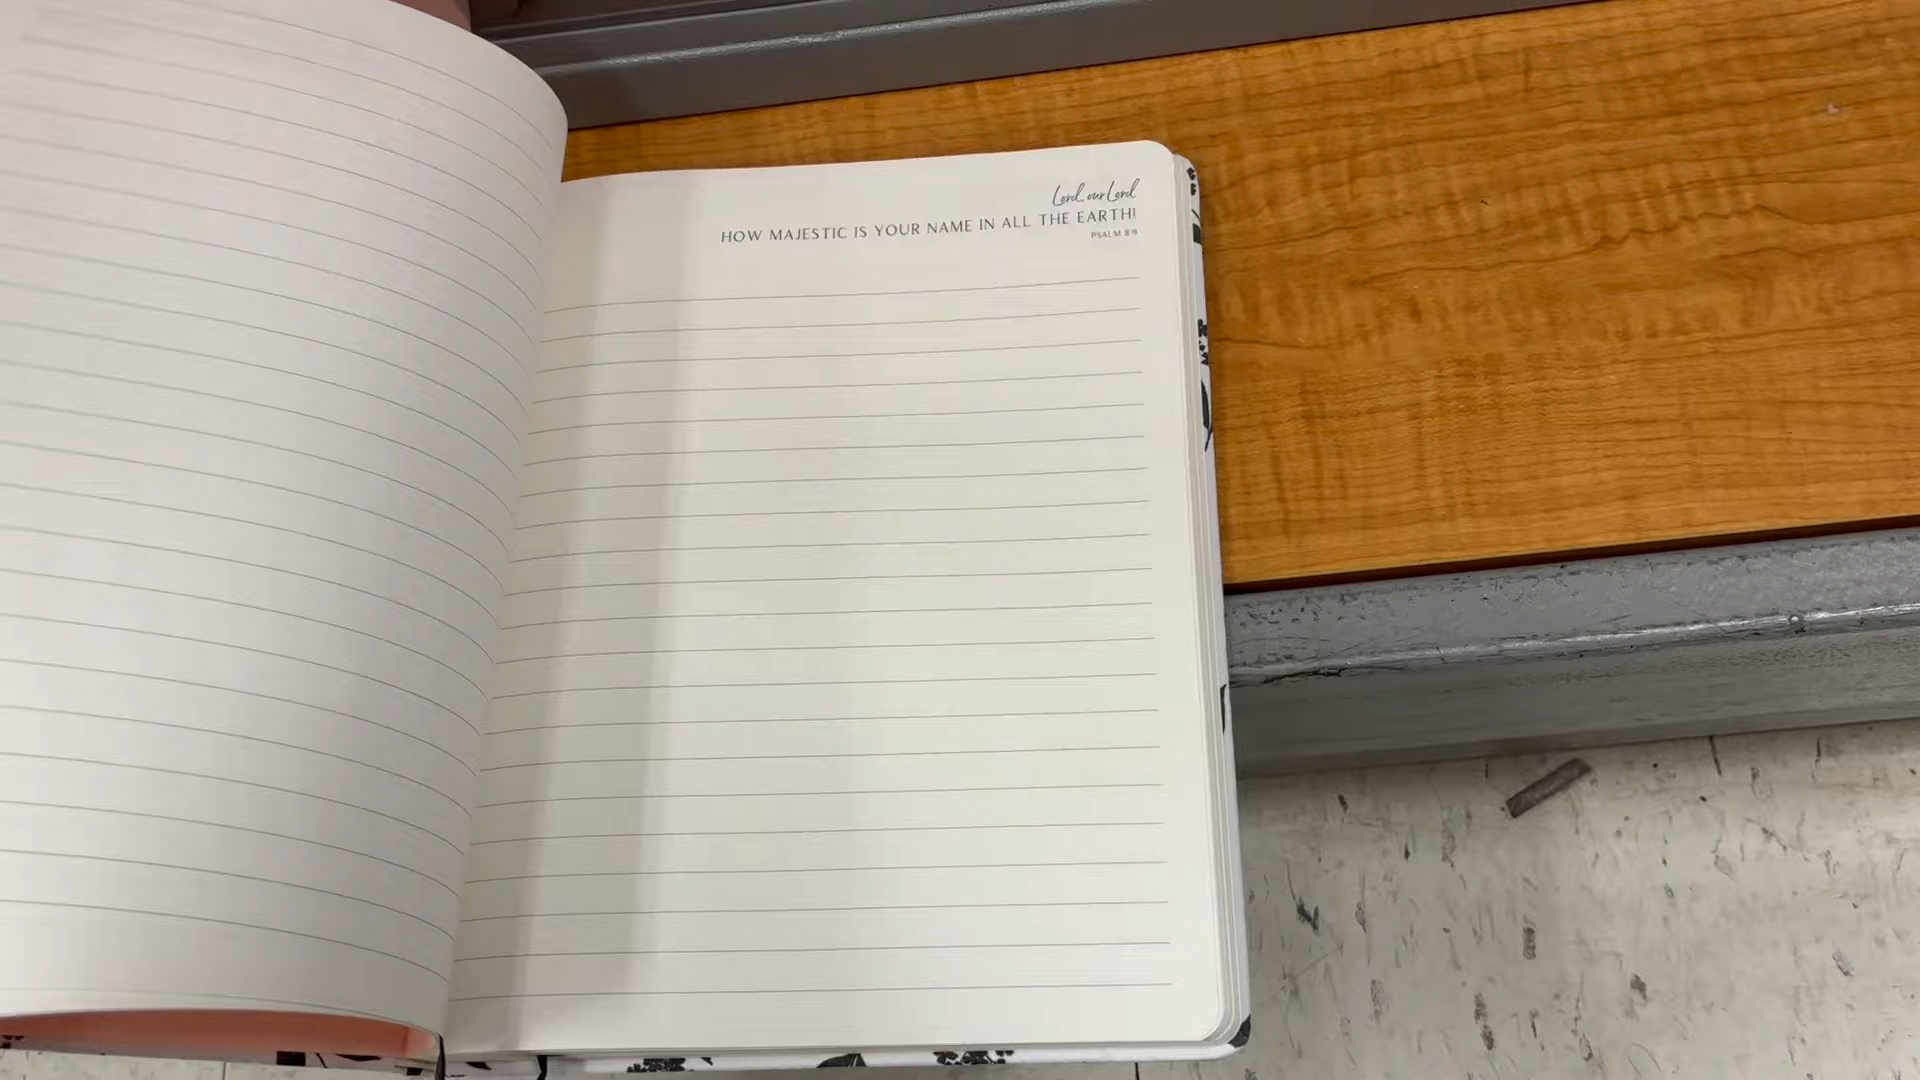 Lord, our Lord
HOW MAJESTIC IS YOUR NAME IN ALL THE EARTH!
PSALM 8:9